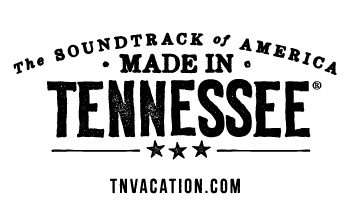 The SOUNDTRACK of AMERICA
• MADE IN •
TENNESSEE®
TNVACATION.COM